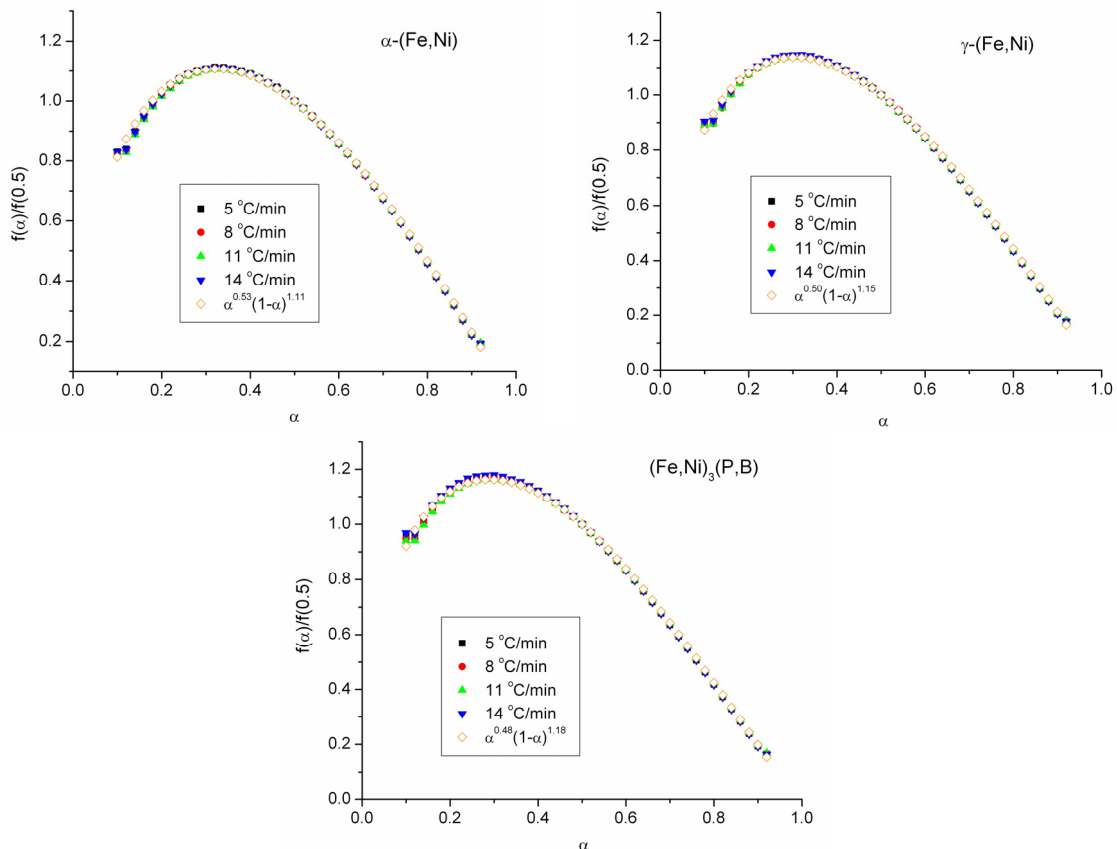 α-(Fe,Ni)
f(α)/f(0.5)
1.2
1.0
0.8
0.6
0.4
0.2
5 °C/min
8 °C/min
11 °C/min
14 °C/min
α^0.53(1-α)^1.11
0.0
0.2
0.4
0.6
0.8
1.0
α
γ-(Fe,Ni)
f(α)/f(0.5)
1.2
1.0
0.8
0.6
0.4
0.2
0.0
5 °C/min
8 °C/min
11 °C/min
14 °C/min
α^0.50(1-α)^1.15
0.0
0.2
0.4
0.6
0.8
1.0
α
(Fe,Ni)₃(P,B)
f(α)/f(0.5)
1.2
1.0
0.8
0.6
0.4
0.2
0.0
5 °C/min
8 °C/min
11 °C/min
14 °C/min
α^0.48(1-α)^1.18
0.0
0.2
0.4
0.6
0.8
1.0
α